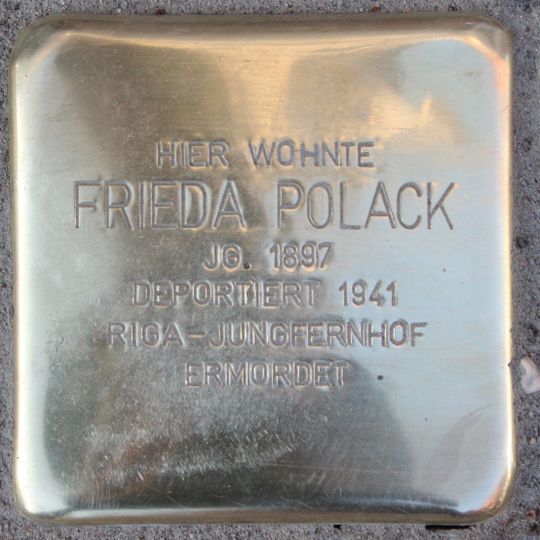 HIER WOHNTE
FRIEDA POLACK
JG. 1897
DEPORTIERT 1941
RIGA-JUNGFERNHOF
ERMORDET